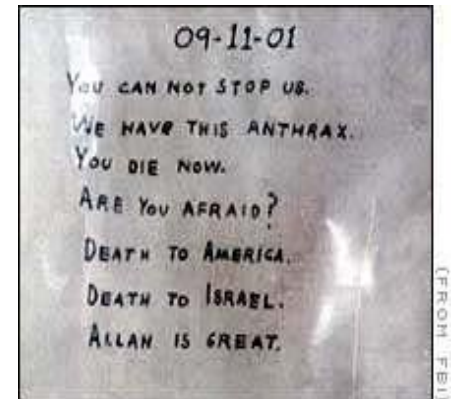 09-11-01
YOU CAN NOT STOP US.
WE HAVE THIS ANTHRAX.
YOU DIE NOW.
ARE YOU AFRAID?
DEATH TO AMERICA.
DEATH TO ISRAEL.
ALLAH IS GREAT.
(FROM FBI)